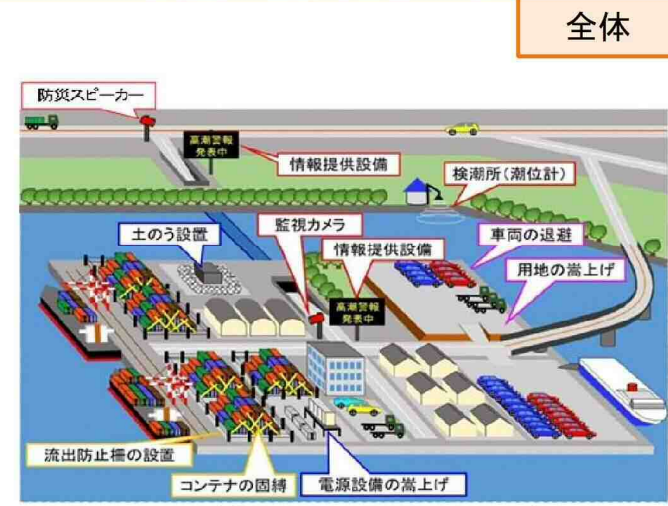 全体
防災スピーカー
高潮警報
発表中
情報提供設備
検潮所(潮位計)
土のう設置
監視カメラ
情報提供設備
車両の退避
用地の嵩上げ
高潮警報
発表中
流出防止柵の設置
コンテナの固縛
電源設備の嵩上げ